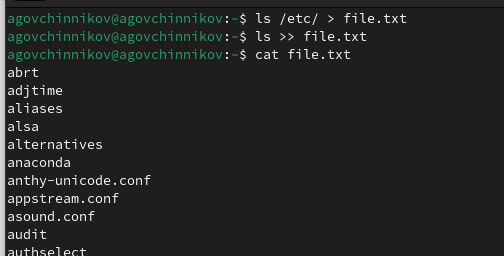 agovchinnikov@agovchinnikov:~$ ls /etc/ > file.txt
agovchinnikov@agovchinnikov:~$ ls >> file.txt
agovchinnikov@agovchinnikov:~$ cat file.txt
abrt
adjtime
aliases
alsa
alternatives
anaconda
anthy-unicode.conf
appstream.conf
asound.conf
audit
authselect